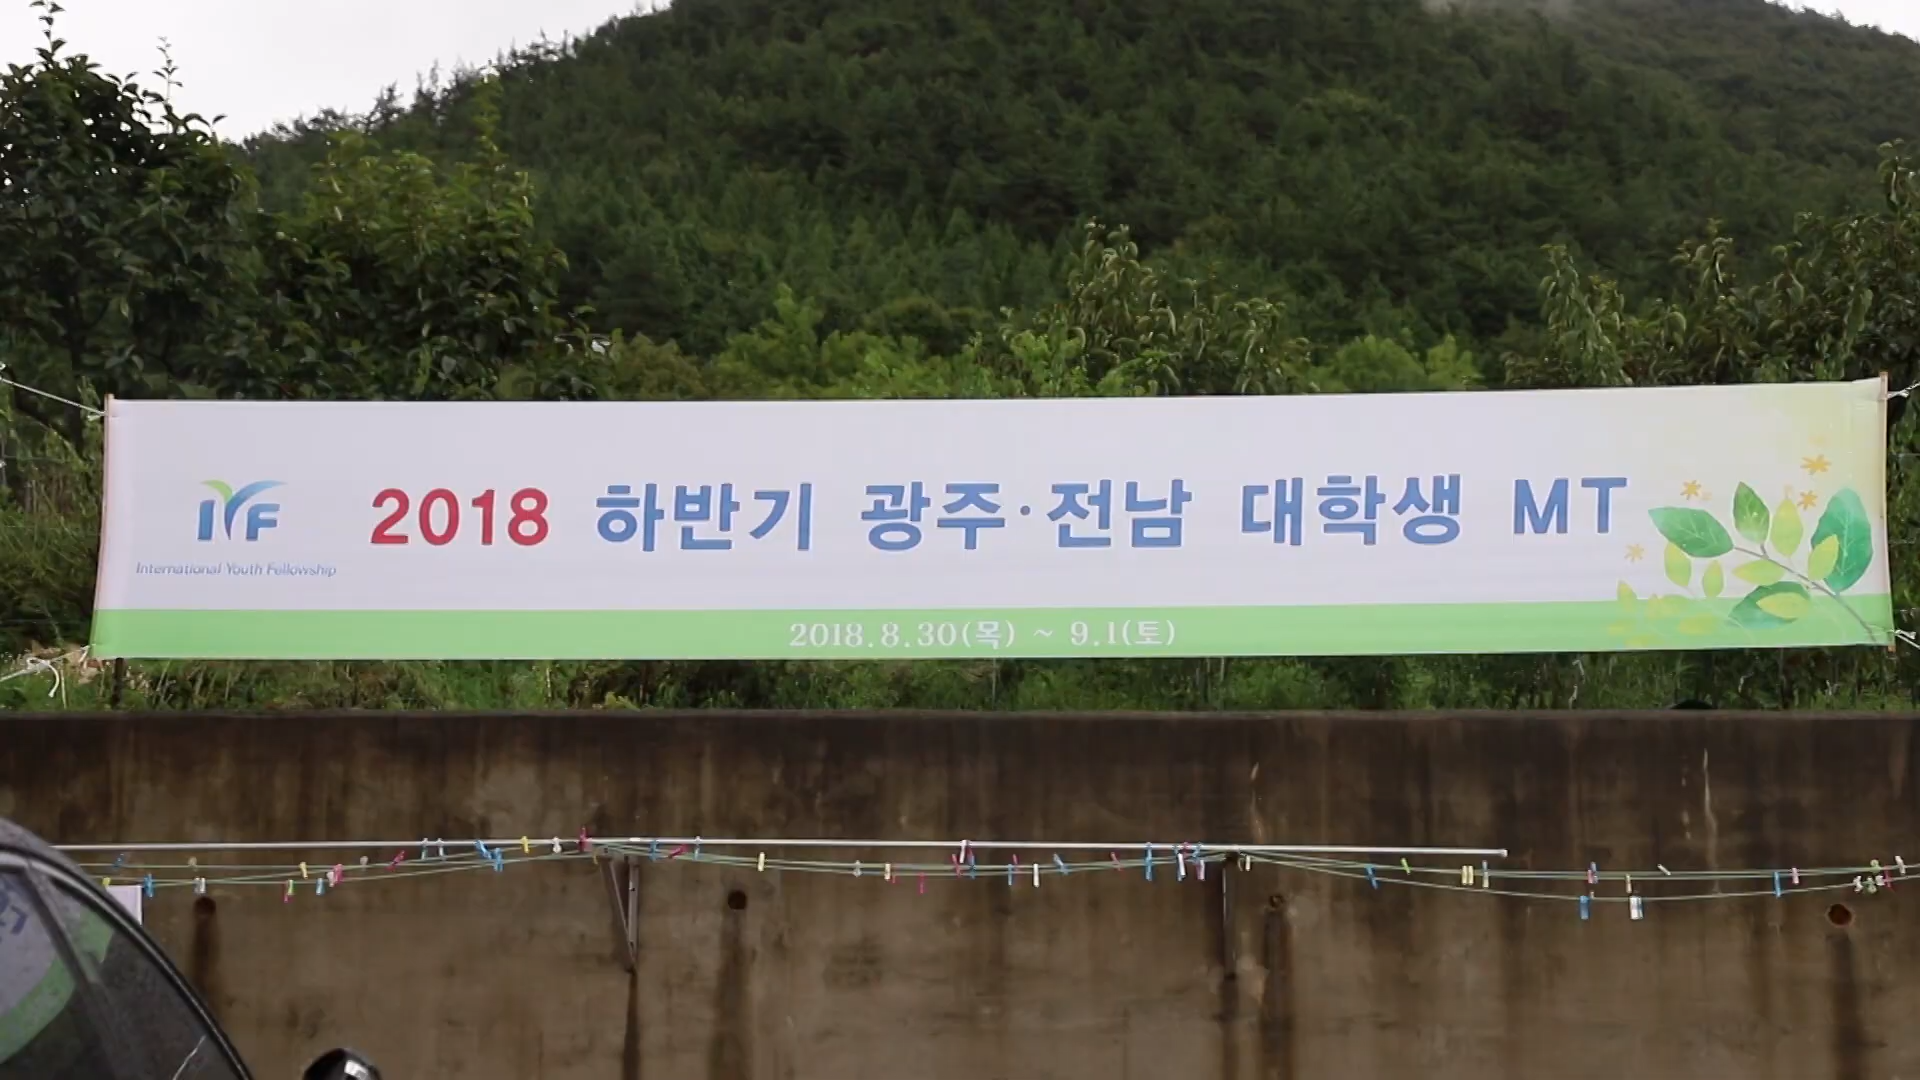 IYF
International Youth Fellowship
2018 하반기 광주·전남 대학생 MT
2018.8.30(목) ~ 9.1(토)